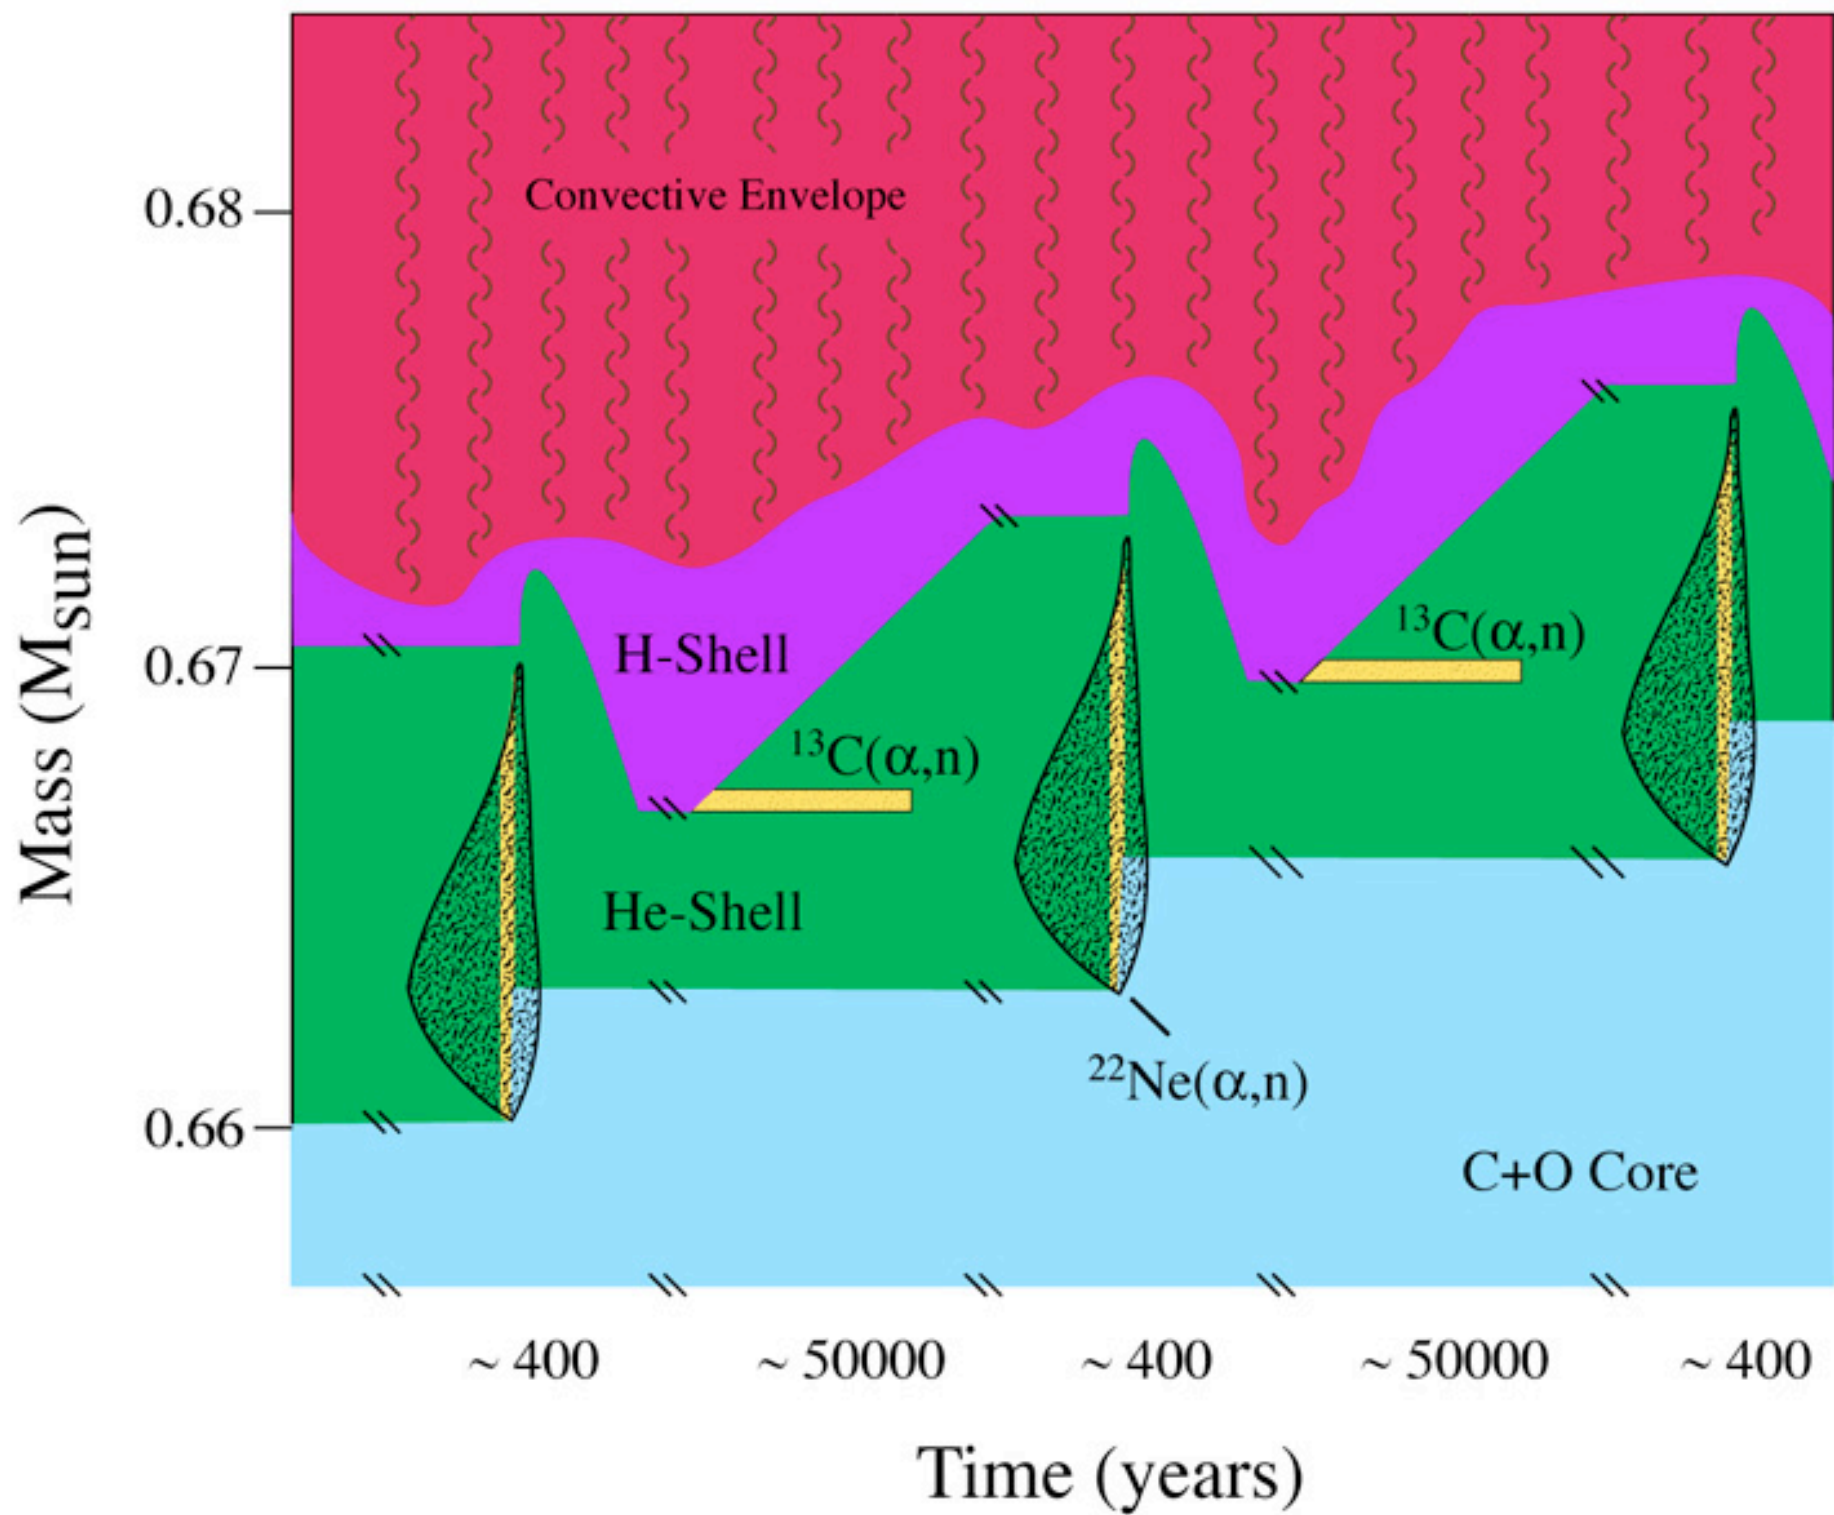 Convective Envelope
0.68
¹³C(α,n)
H-Shell
0.67
¹³C(α,n)
He-Shell
²²Ne(α,n)
0.66
C+O Core
Mass (Msun)
~ 400 ~ 50000 ~ 400 ~ 50000 ~ 400
Time (years)